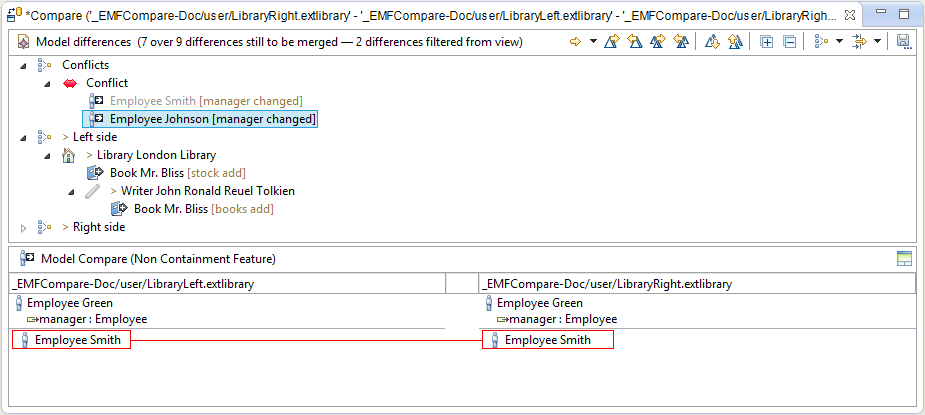 *Compare ('_EMFCompare-Doc/user/LibraryRight.extlibrary' - '_EMFCompare-Doc/user/LibraryLeft.extlibrary' - '_EMFCompare-Doc/user/LibraryRigh...
Model differences (7 over 9 differences still to be merged — 2 differences filtered from view)
Conflicts
Conflict
Employee Smith [manager changed]
Employee Johnson [manager changed]
> Left side
> Library London Library
Book Mr. Bliss [stock add]
> Writer John Ronald Reuel Tolkien
Book Mr. Bliss [books add]
> Right side
Model Compare (Non Containment Feature)
_EMFCompare-Doc/user/LibraryLeft.extlibrary _EMFCompare-Doc/user/LibraryRight.extlibrary
Employee Green Employee Green
manager : Employee manager : Employee
Employee Smith Employee Smith